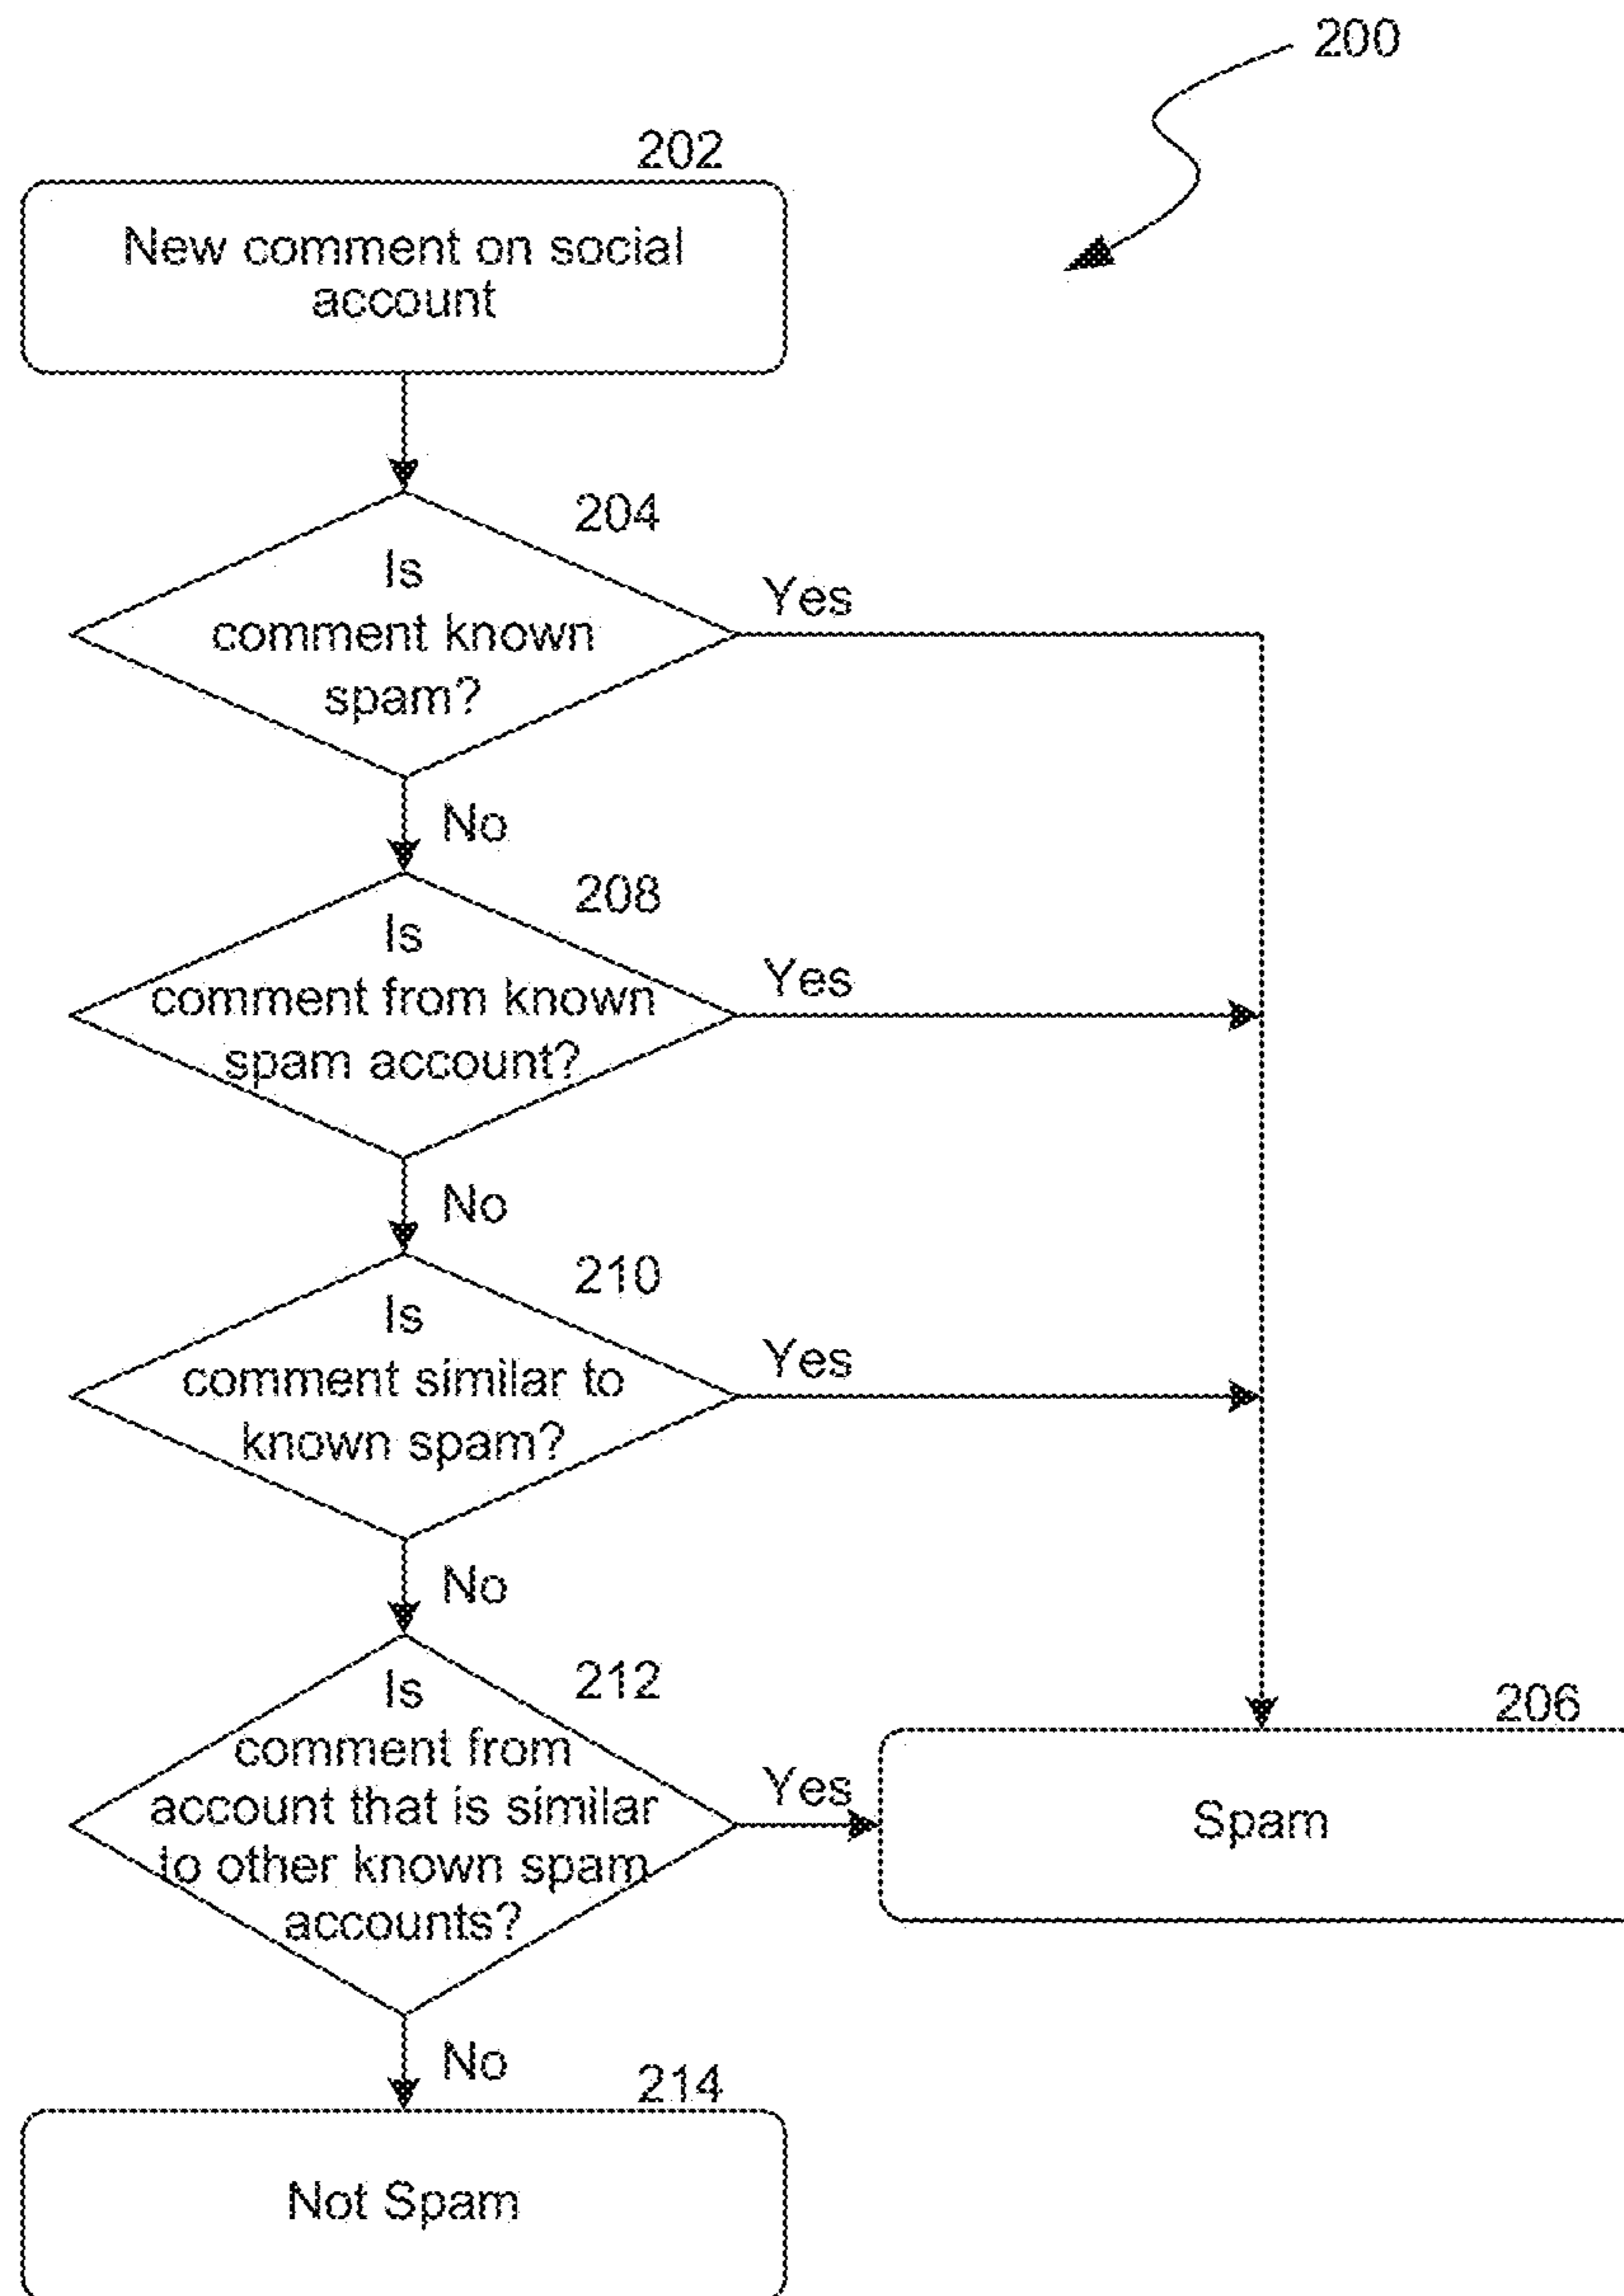 200
202
New comment on social
account
204
Is
comment known
spam?
Yes
No
208
Is
comment from known
spam account?
Yes
No
210
Is
comment similar to
known spam?
Yes
No
212
Is
comment from
account that is similar
to other known spam
accounts?
Yes
206
Spam
No
214
Not Spam